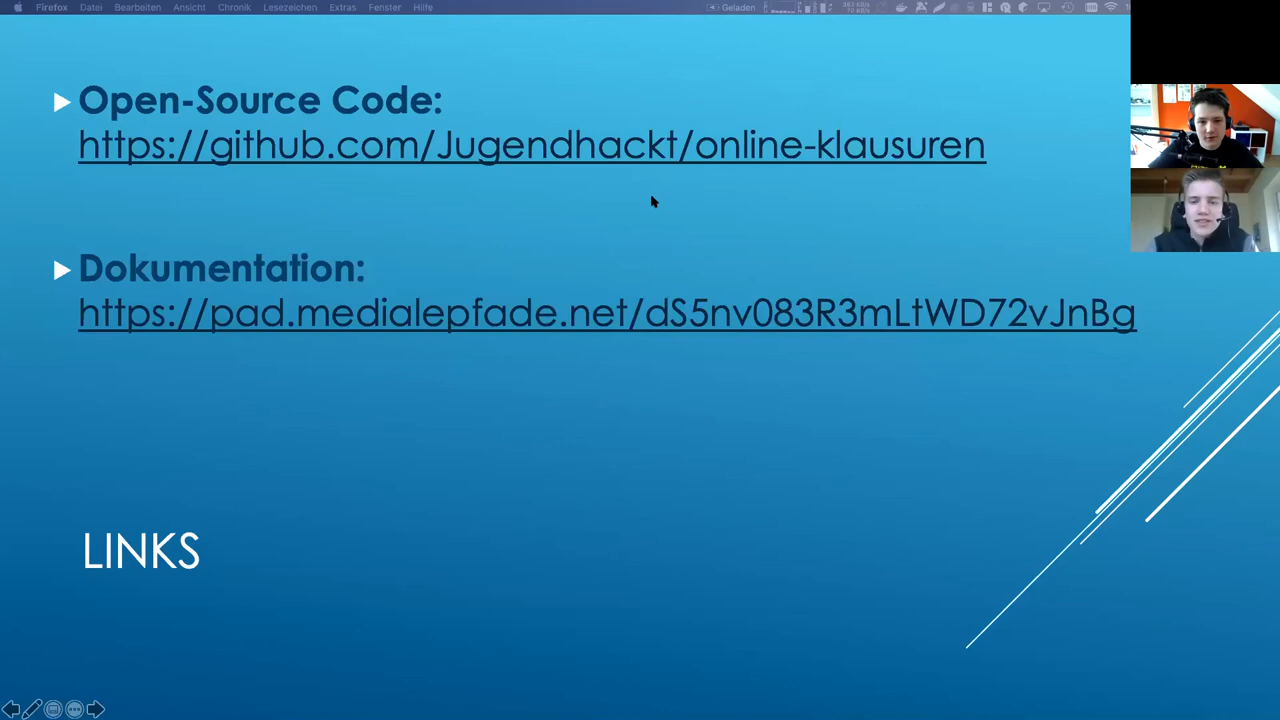 Firefox Datei Bearbeiten Ansicht Chronik Lesezeichen Extras Fenster Hilfe Geladen
Open-Source Code:
https://github.com/Jugendhackt/online-klausuren
Dokumentation:
https://pad.medialepfade.net/dS5nv083R3mLtWD72vJnBg
LINKS